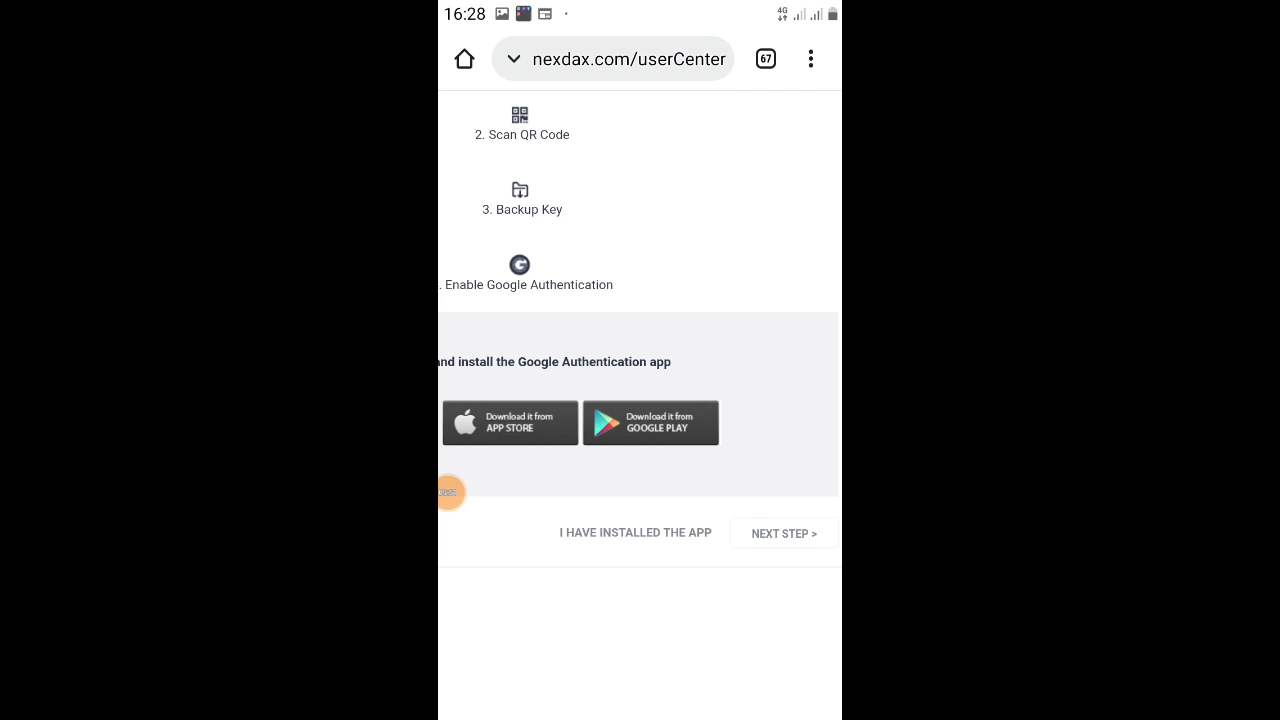 16:28
4G
nexdax.com/userCenter
67
2. Scan QR Code
3. Backup Key
. Enable Google Authentication
and install the Google Authentication app
Download it from
APP STORE
Download it from
GOOGLE PLAY
I HAVE INSTALLED THE APP
NEXT STEP >